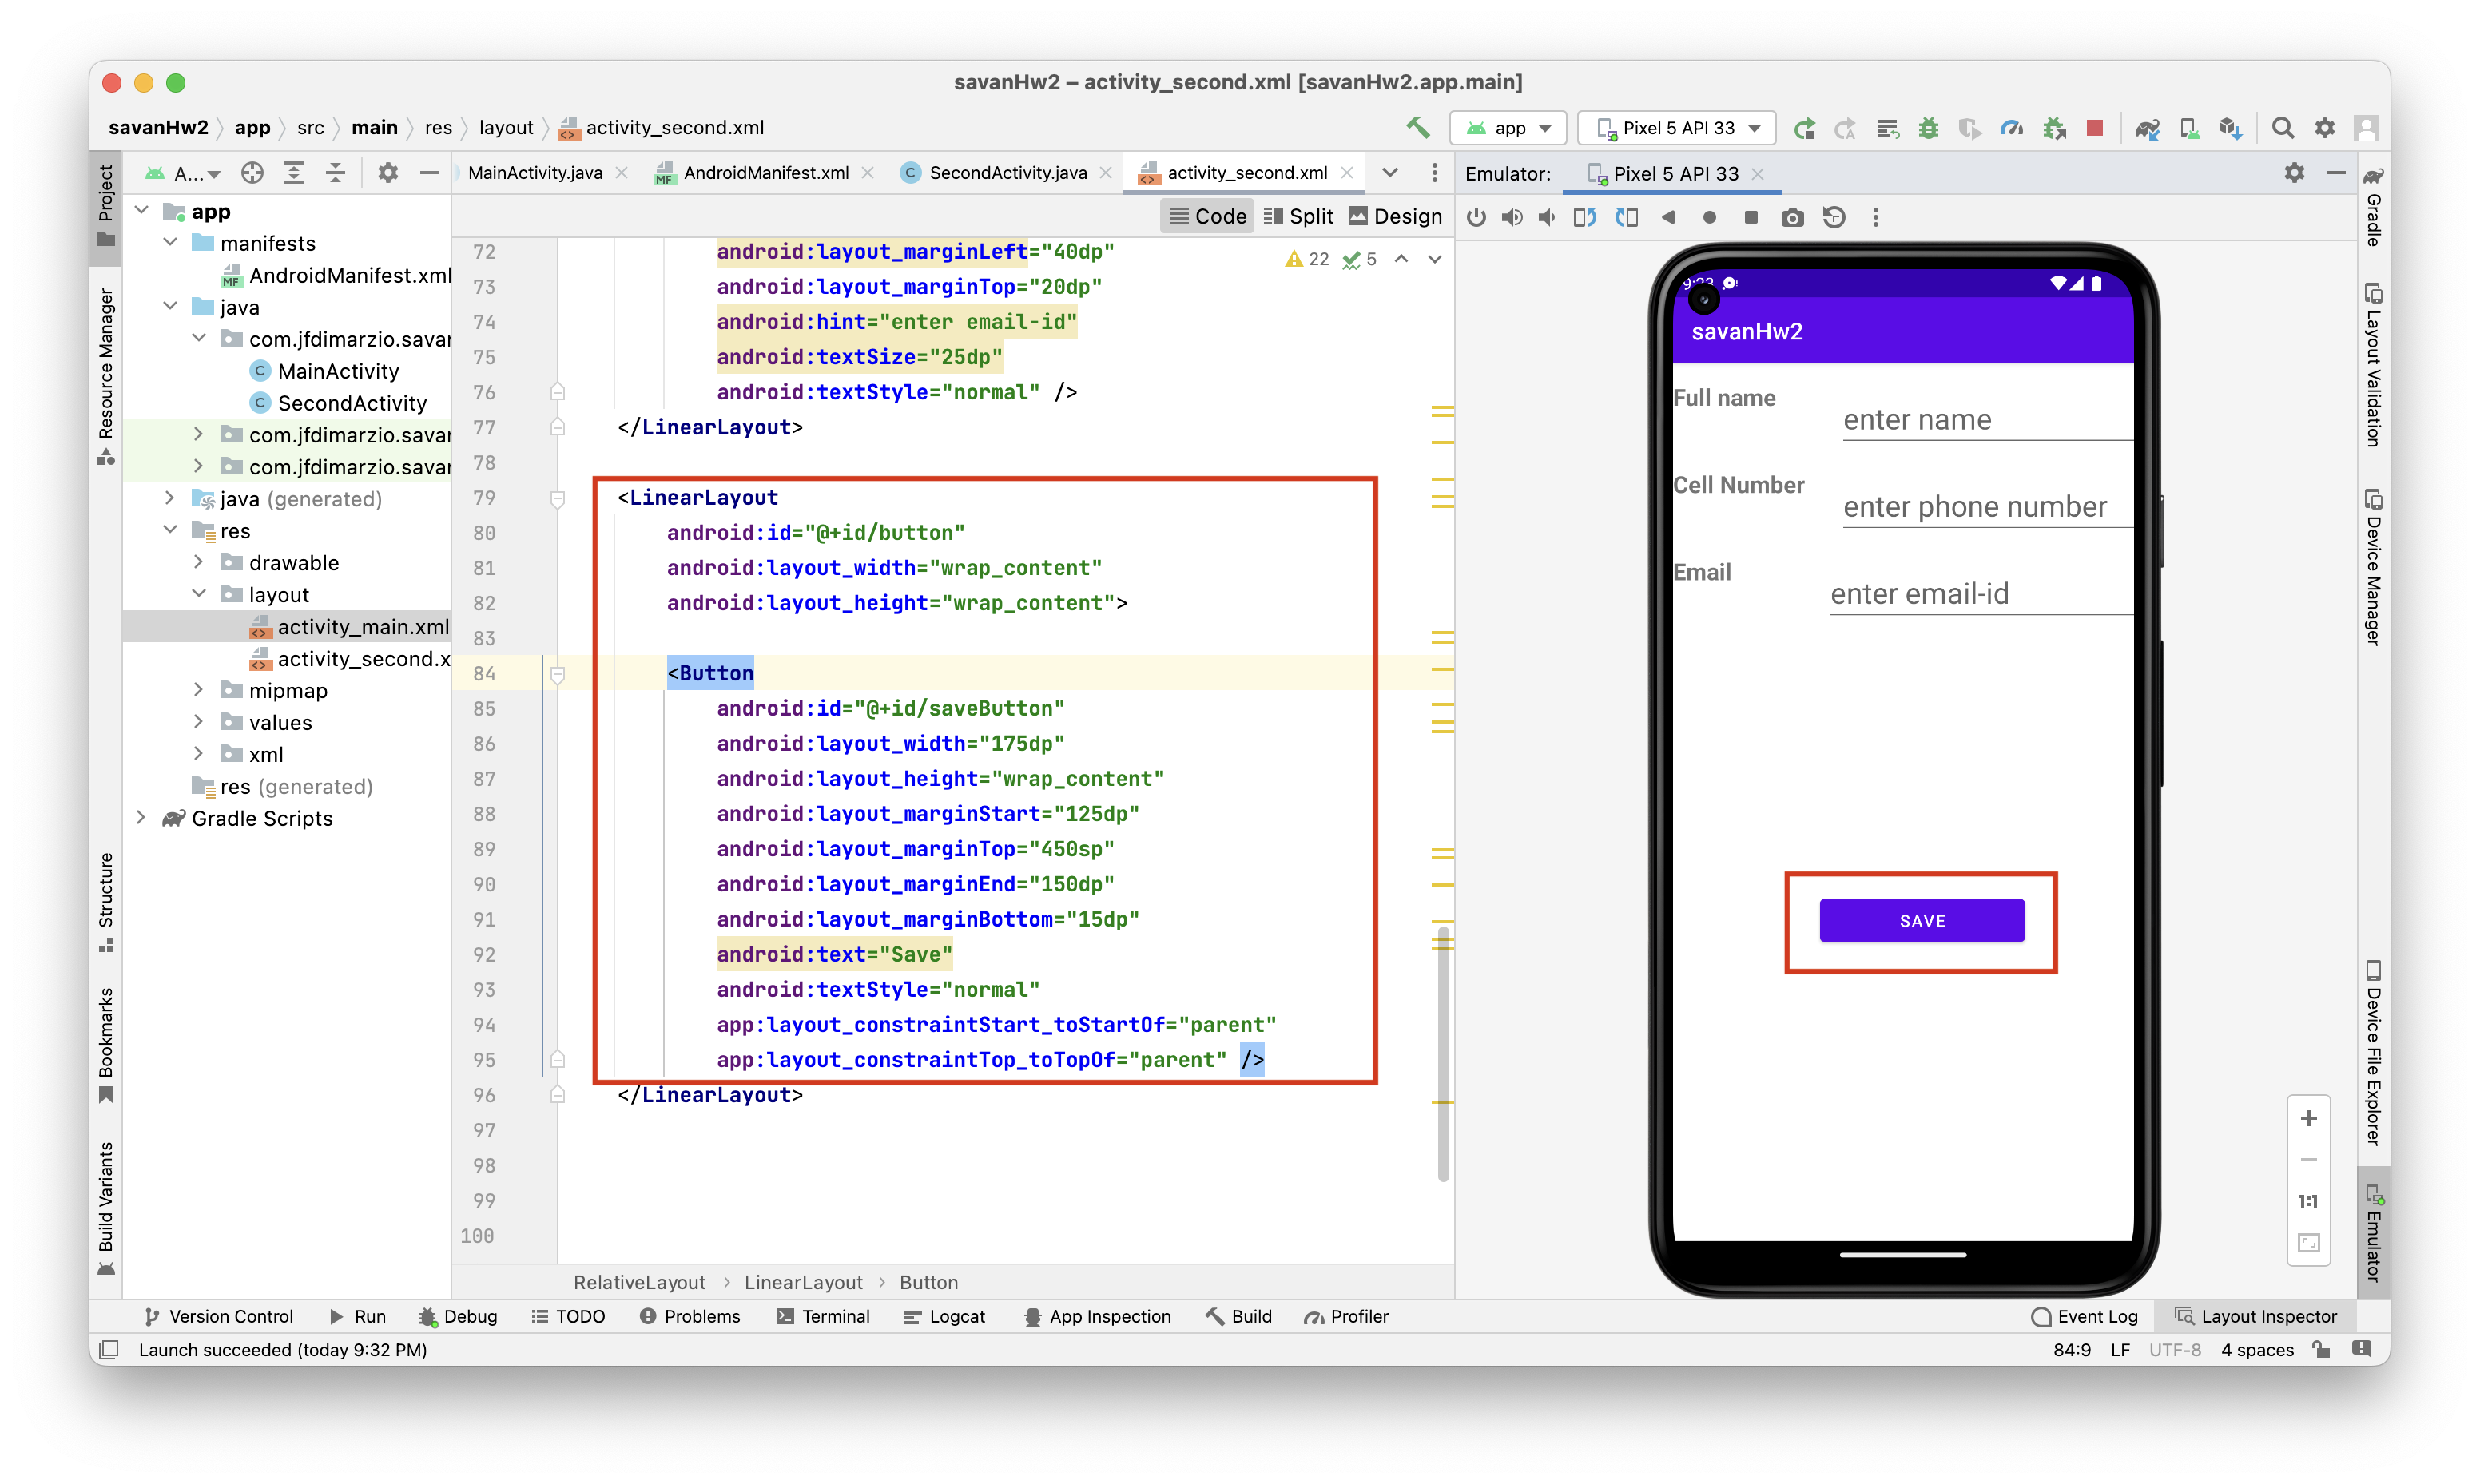 savanHw2 – activity_second.xml [savanHw2.app.main]
savanHw2 app src main res layout activity_second.xml
app
Pixel 5 API 33
A...
MainActivity.java
AndroidManifest.xml
SecondActivity.java
activity_second.xml
Emulator: Pixel 5 API 33
Code Split Design
Project
Resource Manager
Structure
Bookmarks
Build Variants
app
manifests
AndroidManifest.xml
java
com.jfdimarzio.savan
MainActivity
SecondActivity
com.jfdimarzio.savan
com.jfdimarzio.savan
java (generated)
res
drawable
layout
activity_main.xml
activity_second.x
mipmap
values
xml
res (generated)
Gradle Scripts
22 5
72 android:layout_marginLeft="40dp"
73 android:layout_marginTop="20dp"
74 android:hint="enter email-id"
75 android:textSize="25dp"
76 android:textStyle="normal" />
77 </LinearLayout>
78
79 <LinearLayout
80 android:id="@+id/button"
81 android:layout_width="wrap_content"
82 android:layout_height="wrap_content">
83
84 <Button
85 android:id="@+id/saveButton"
86 android:layout_width="175dp"
87 android:layout_height="wrap_content"
88 android:layout_marginStart="125dp"
89 android:layout_marginTop="450sp"
90 android:layout_marginEnd="150dp"
91 android:layout_marginBottom="15dp"
92 android:text="Save"
93 android:textStyle="normal"
94 app:layout_constraintStart_toStartOf="parent"
95 app:layout_constraintTop_toTopOf="parent" />
96 </LinearLayout>
97
98
99
100
RelativeLayout › LinearLayout › Button
savanHw2
Full name
enter name
Cell Number
enter phone number
Email
enter email-id
SAVE
1:1
Gradle
Layout Validation
Device Manager
Device File Explorer
Emulator
Version Control Run Debug TODO Problems Terminal Logcat App Inspection Build Profiler
Event Log Layout Inspector
Launch succeeded (today 9:32 PM)
84:9 LF UTF-8 4 spaces